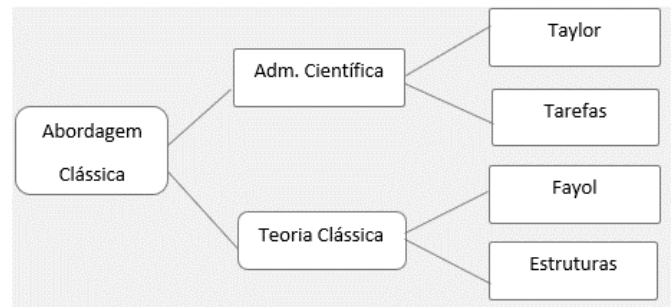 Abordagem
Clássica
Adm. Científica
Taylor
Tarefas
Teoria Clássica
Fayol
Estruturas